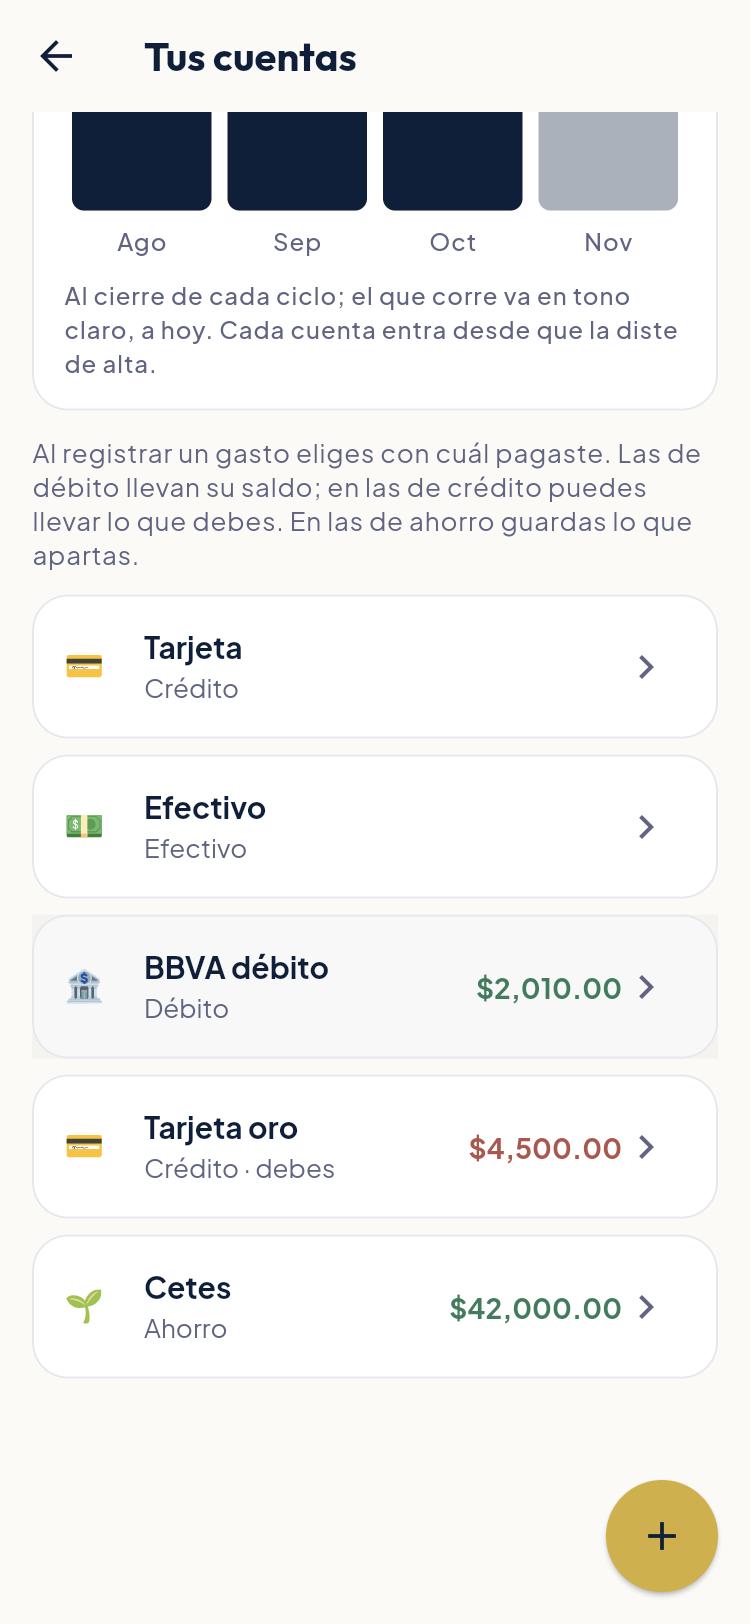 Tus cuentas
Ago Sep Oct Nov
Al cierre de cada ciclo; el que corre va en tono
claro, a hoy. Cada cuenta entra desde que la diste
de alta.
Al registrar un gasto eliges con cuál pagaste. Las de
débito llevan su saldo; en las de crédito puedes
llevar lo que debes. En las de ahorro guardas lo que
apartas.
Tarjeta
Crédito
Efectivo
Efectivo
BBVA débito
Débito
$2,010.00
Tarjeta oro
Crédito · debes
$4,500.00
Cetes
Ahorro
$42,000.00